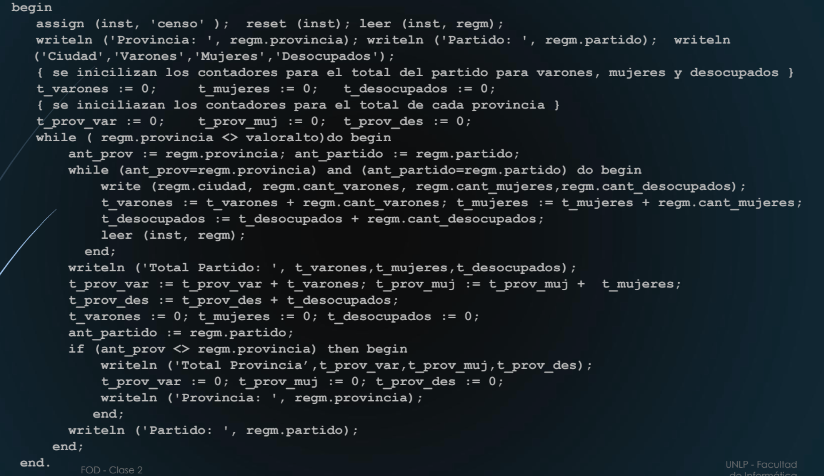 begin
assign (inst, 'censo' ); reset (inst); leer (inst, regm);
writeln ('Provincia: ', regm.provincia); writeln ('Partido: ', regm.partido); writeln
('Ciudad','Varones','Mujeres','Desocupados');
{ se inicilizan los contadores para el total del partido para varones, mujeres y desocupados }
t_varones := 0; t_mujeres := 0; t_desocupados := 0;
{ se iniciliazan los contadores para el total de cada provincia }
t_prov_var := 0; t_prov_muj := 0; t_prov_des := 0;
while ( regm.provincia <> valoralto)do begin
ant_prov := regm.provincia; ant_partido := regm.partido;
while (ant_prov=regm.provincia) and (ant_partido=regm.partido) do begin
write (regm.ciudad, regm.cant_varones, regm.cant_mujeres,regm.cant_desocupados);
t_varones := t_varones + regm.cant_varones; t_mujeres := t_mujeres + regm.cant_mujeres;
t_desocupados := t_desocupados + regm.cant_desocupados;
leer (inst, regm);
end;
writeln ('Total Partido: ', t_varones,t_mujeres,t_desocupados);
t_prov_var := t_prov_var + t_varones; t_prov_muj := t_prov_muj + t_mujeres;
t_prov_des := t_prov_des + t_desocupados;
t_varones := 0; t_mujeres := 0; t_desocupados := 0;
ant_partido := regm.partido;
if (ant_prov <> regm.provincia) then begin
writeln ('Total Provincia’,t_prov_var,t_prov_muj,t_prov_des);
t_prov_var := 0; t_prov_muj := 0; t_prov_des := 0;
writeln ('Provincia: ', regm.provincia);
end;
writeln ('Partido: ', regm.partido);
end;
end.
FOD - Clase 2
UNLP - Facultad
de Informática